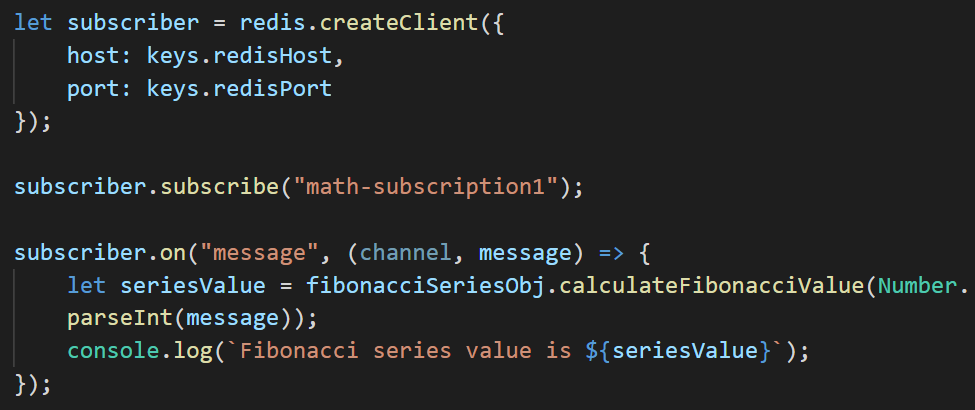 let subscriber = redis.createClient({
    host: keys.redisHost,
    port: keys.redisPort
});

subscriber.subscribe("math-subscription1");

subscriber.on("message", (channel, message) => {
    let seriesValue = fibonacciSeriesObj.calculateFibonacciValue(Number.
    parseInt(message));
    console.log(`Fibonacci series value is ${seriesValue}`);
});